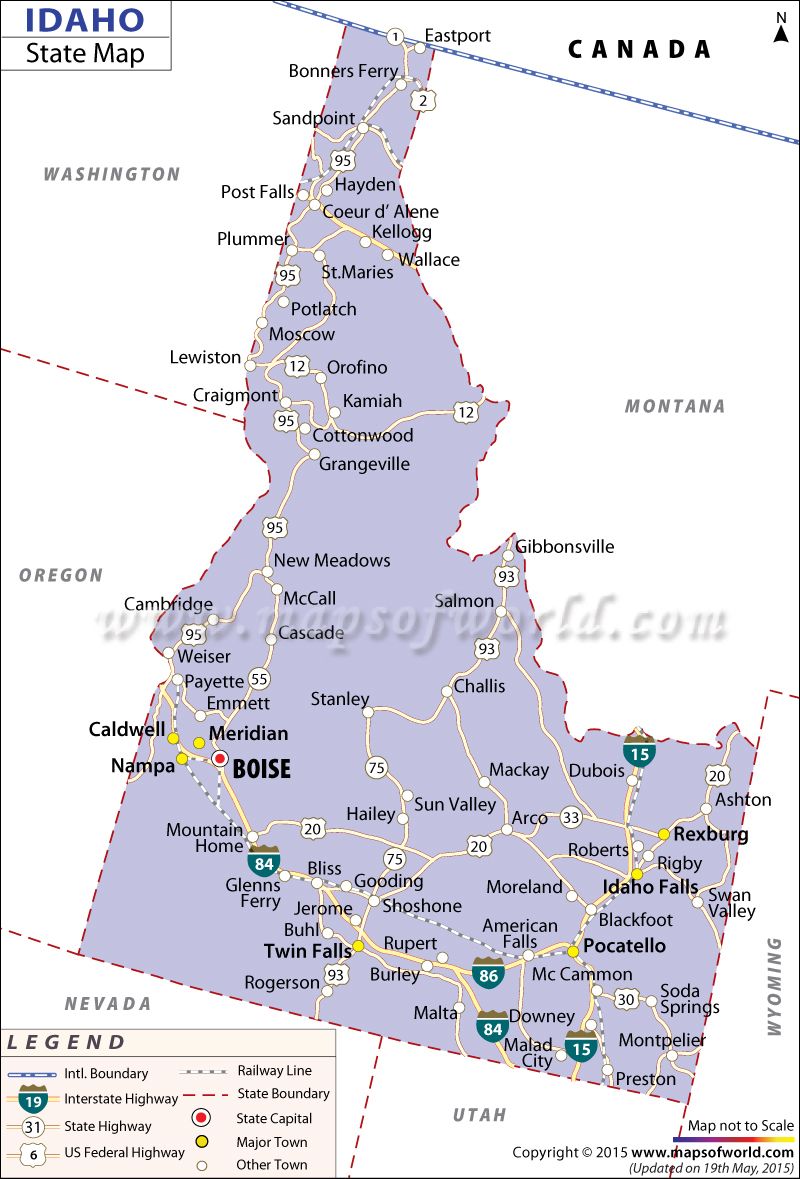 IDAHO
State Map
N
CANADA
1
Eastport
Bonners Ferry
2
Sandpoint
95
WASHINGTON
Hayden
Post Falls
Coeur d' Alene
Kellogg
Plummer
Wallace
St.Maries
95
Potlatch
Moscow
Lewiston
12
Orofino
Craigmont
Kamiah
12
MONTANA
95
Cottonwood
Grangeville
95
Gibbonsville
New Meadows
OREGON
93
McCall
Salmon
Cambridge
www.mapsofworld.com
95
Cascade
93
Weiser
55
Payette
Challis
Stanley
Emmett
Caldwell
Meridian
15
Nampa
BOISE
75
Mackay
Dubois
20
Ashton
Sun Valley
Hailey
Arco
33
Mountain
Home
20
Rexburg
20
Roberts
84
75
Rigby
Bliss
Glenns
Ferry
Gooding
Moreland
Idaho Falls
Swan
Valley
Jerome
Shoshone
Blackfoot
Buhl
American
Falls
Twin Falls
Rupert
Pocatello
WYOMING
Rogerson
93
Burley
86
Mc Cammon
30
Soda
Springs
NEVADA
Malta
84
Downey
Montpelier
15
Malad
City
Preston
UTAH
LEGEND
Intl. Boundary
Railway Line
19
Interstate Highway
State Boundary
31
State Highway
State Capital
6
US Federal Highway
Major Town
Other Town
Map not to Scale
Copyright © 2015 www.mapsofworld.com
(Updated on 19th May, 2015)